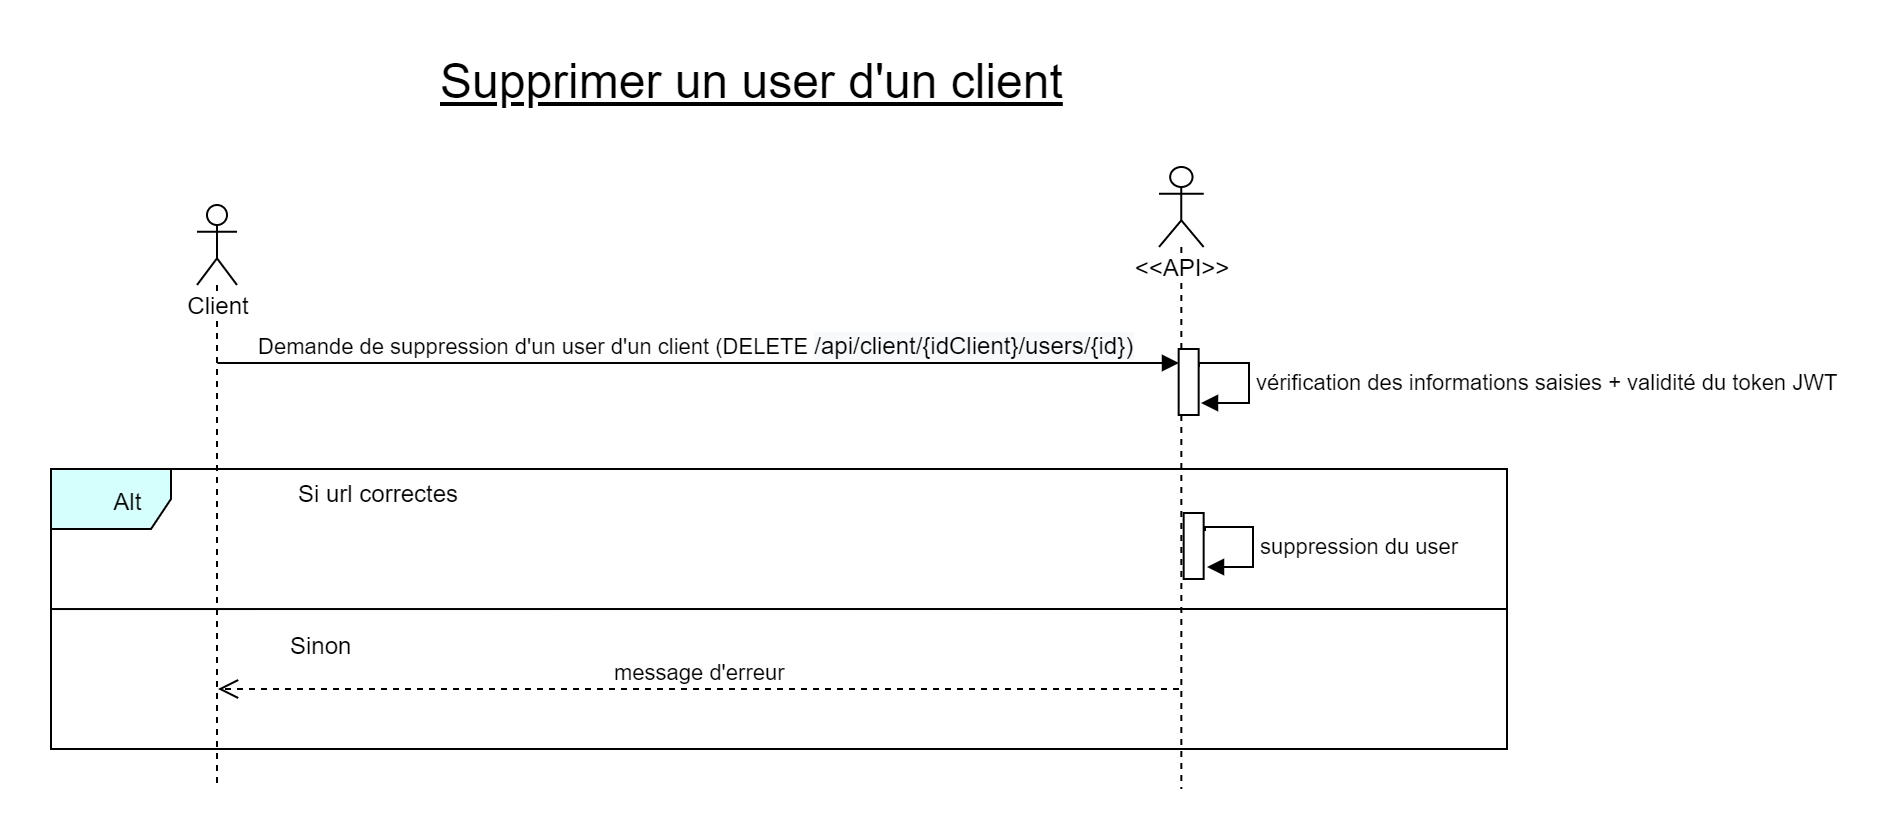 Supprimer un user d'un client
<<API>>
Client
Demande de suppression d'un user d'un client (DELETE /api/client/{idClient}/users/{id})
vérification des informations saisies + validité du token JWT
Alt
Si url correctes
suppression du user
Sinon
message d'erreur